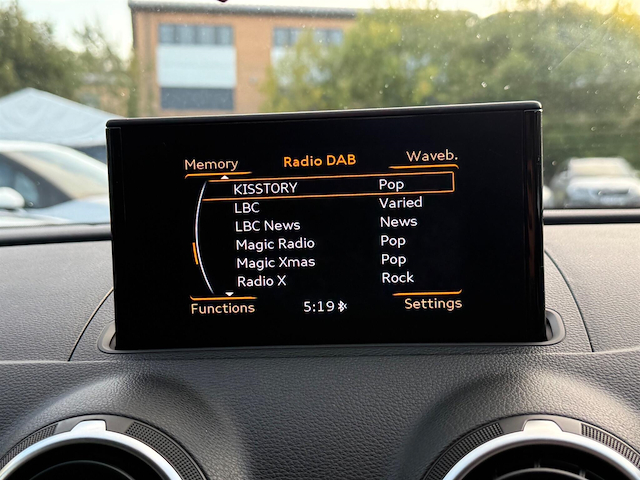 Memory Radio DAB Waveb.
KISSTORY Pop
LBC Varied
LBC News News
Magic Radio Pop
Magic Xmas Pop
Radio X Rock
Functions 5:19 Settings